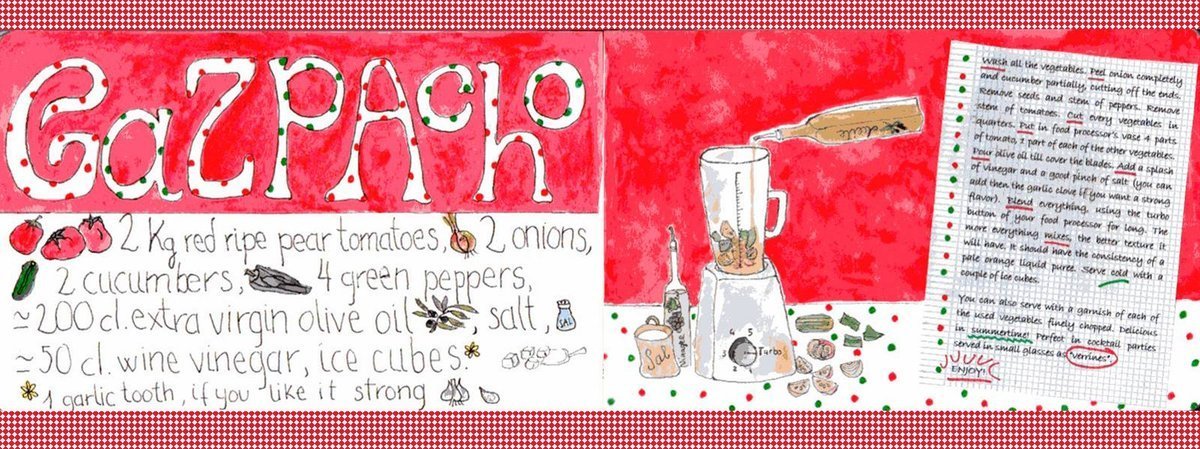 GaZPAcho
2 Kg red ripe pear tomatoes, 2 onions,
2 cucumbers, 4 green peppers,
≃ 200 cl. extra virgin olive oil, salt,
SAL
≃ 50 cl. wine vinegar, ice cubes.
1 garlic tooth, if you like it strong
aceite
Sal
Vinagre
4 5
3 Turbo
2
Wash all the vegetables. Peel onion completely
and cucumber partially, cutting off the ends.
Remove seeds and stem of peppers. Remove
stem of tomatoes. Cut every vegetables in
quarters. Put in food processor's vase 4 parts
of tomato, 1 part of each of the other vegetables.
Pour olive oil till cover the blades. Add a splash
of vinegar and a good pinch of salt (you can
add then the garlic clove if you want a strong
flavor). Blend everything, using the turbo
button of your food processor for long. The
more everything mixes, the better texture it
will have. It should have the consistency of a
pale orange liquid puree. Serve cold with a
couple of ice cubes.
You can also serve with a garnish of each of
the used vegetables finely chopped. Delicious
in summertime! Perfect in cocktail parties
served in small glasses as "verrines".
ENJOY!